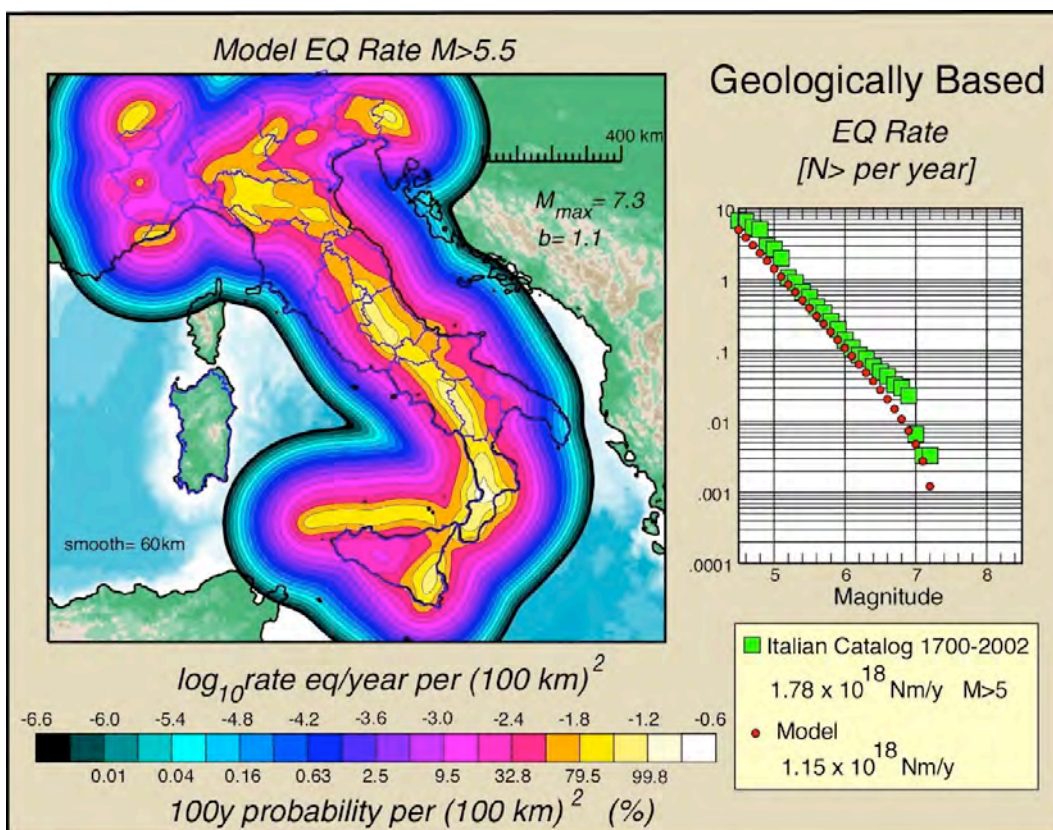 Model EQ Rate M>5.5
400 km
M max = 7.3
b= 1.1
smooth= 60km
log10rate eq/year per (100 km)2
-6.6 -6.0 -5.4 -4.8 -4.2 -3.6 -3.0 -2.4 -1.8 -1.2 -0.6
0.01 0.04 0.16 0.63 2.5 9.5 32.8 79.5 99.8
100y probability per (100 km)2 (%)
Geologically Based
EQ Rate
[N> per year]
10
1
.1
.01
.001
.0001
5 6 7 8
Magnitude
Italian Catalog 1700-2002
1.78 x 10 18 Nm/y M>5
Model
1.15 x 10 18 Nm/y